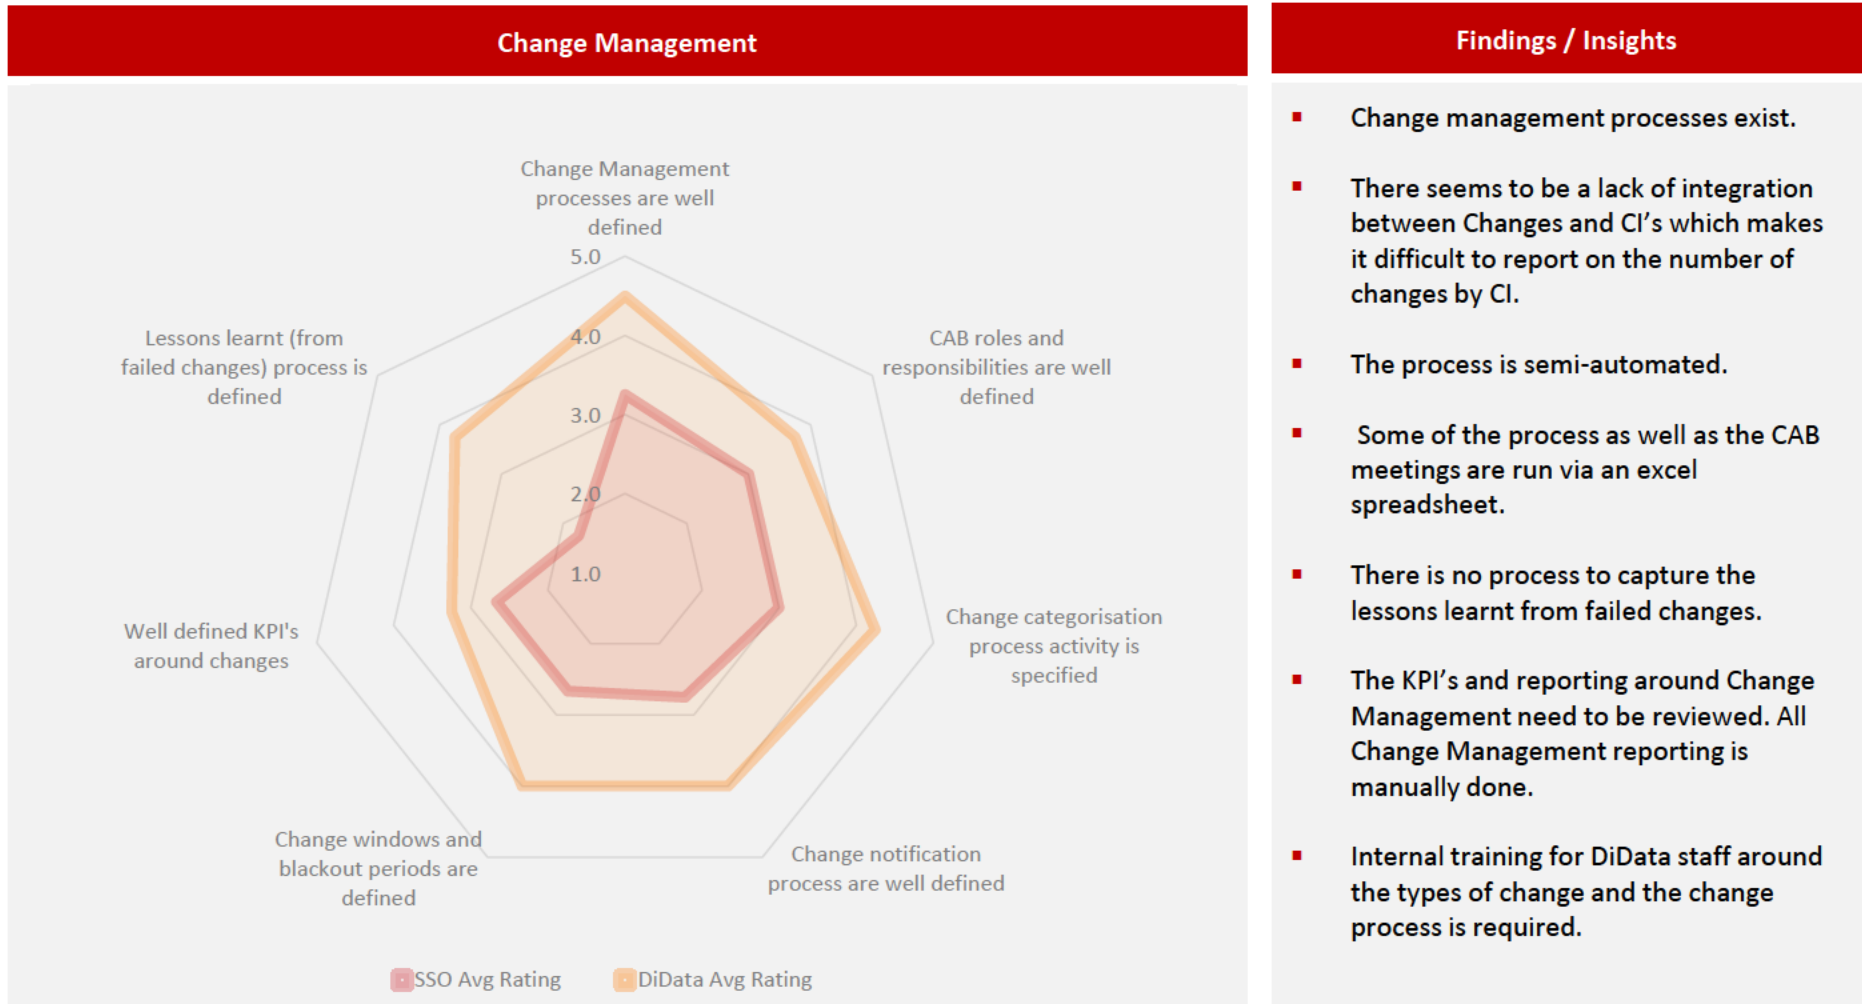 Change Management
Change Management
processes are well
defined
5.0
4.0
3.0
2.0
1.0
CAB roles and
responsibilities are well
defined
Change categorisation
process activity is
specified
Change notification
process are well defined
Change windows and
blackout periods are
defined
Well defined KPI's
around changes
Lessons learnt (from
failed changes) process is
defined
SSO Avg Rating
DiData Avg Rating
Findings / Insights
▪ Change management processes exist.
▪ There seems to be a lack of integration
between Changes and CI’s which makes
it difficult to report on the number of
changes by CI.
▪ The process is semi-automated.
▪ Some of the process as well as the CAB
meetings are run via an excel
spreadsheet.
▪ There is no process to capture the
lessons learnt from failed changes.
▪ The KPI’s and reporting around Change
Management need to be reviewed. All
Change Management reporting is
manually done.
▪ Internal training for DiData staff around
the types of change and the change
process is required.